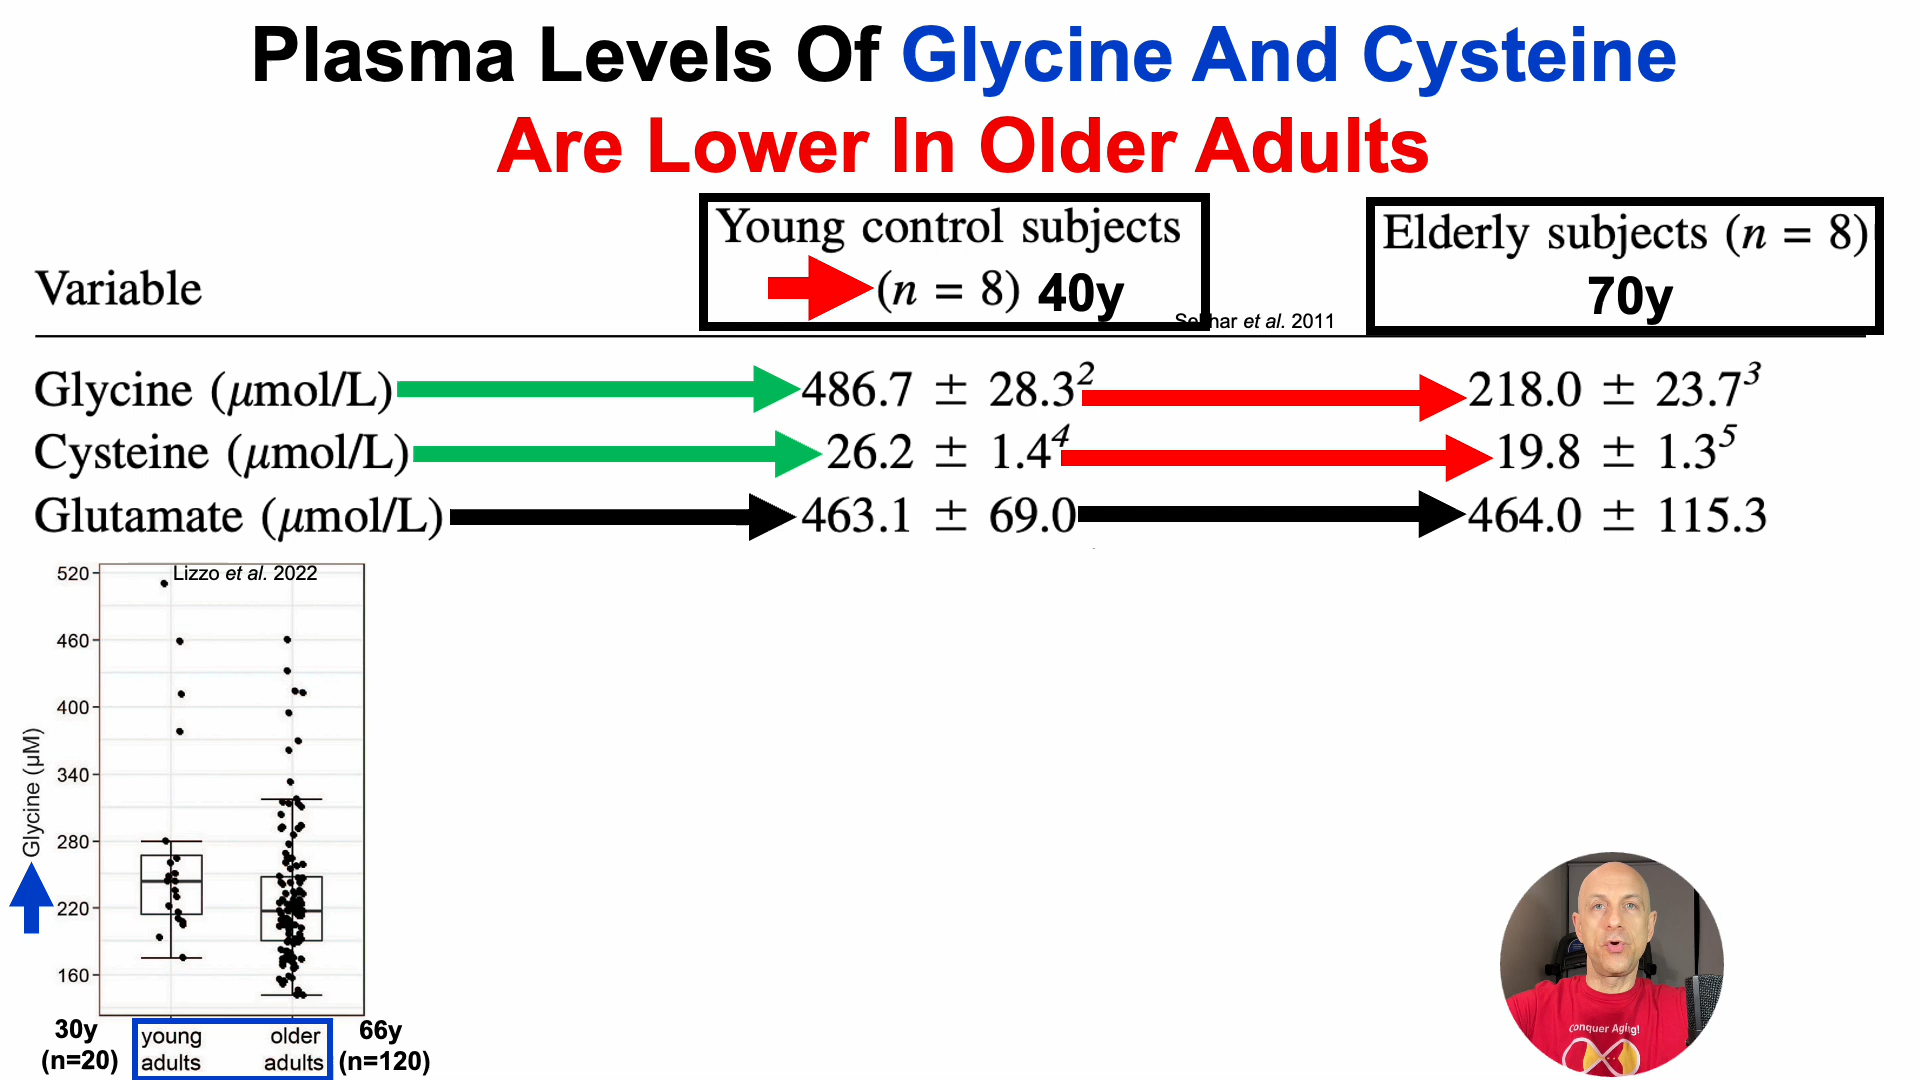 Plasma Levels Of Glycine And Cysteine
Are Lower In Older Adults
Young control subjects
(n = 8) 40y
Elderly subjects (n = 8)
70y
Variable
Sekhar et al. 2011
Glycine (μmol/L) 486.7 ± 28.3² 218.0 ± 23.7³
Cysteine (μmol/L) 26.2 ± 1.4⁴ 19.8 ± 1.3⁵
Glutamate (μmol/L) 463.1 ± 69.0 464.0 ± 115.3
Lizzo et al. 2022
520
460
400
340
280
220
160
Glycine (µM)
30y
(n=20)
young
adults
older
adults
66y
(n=120)
Conquer Aging!